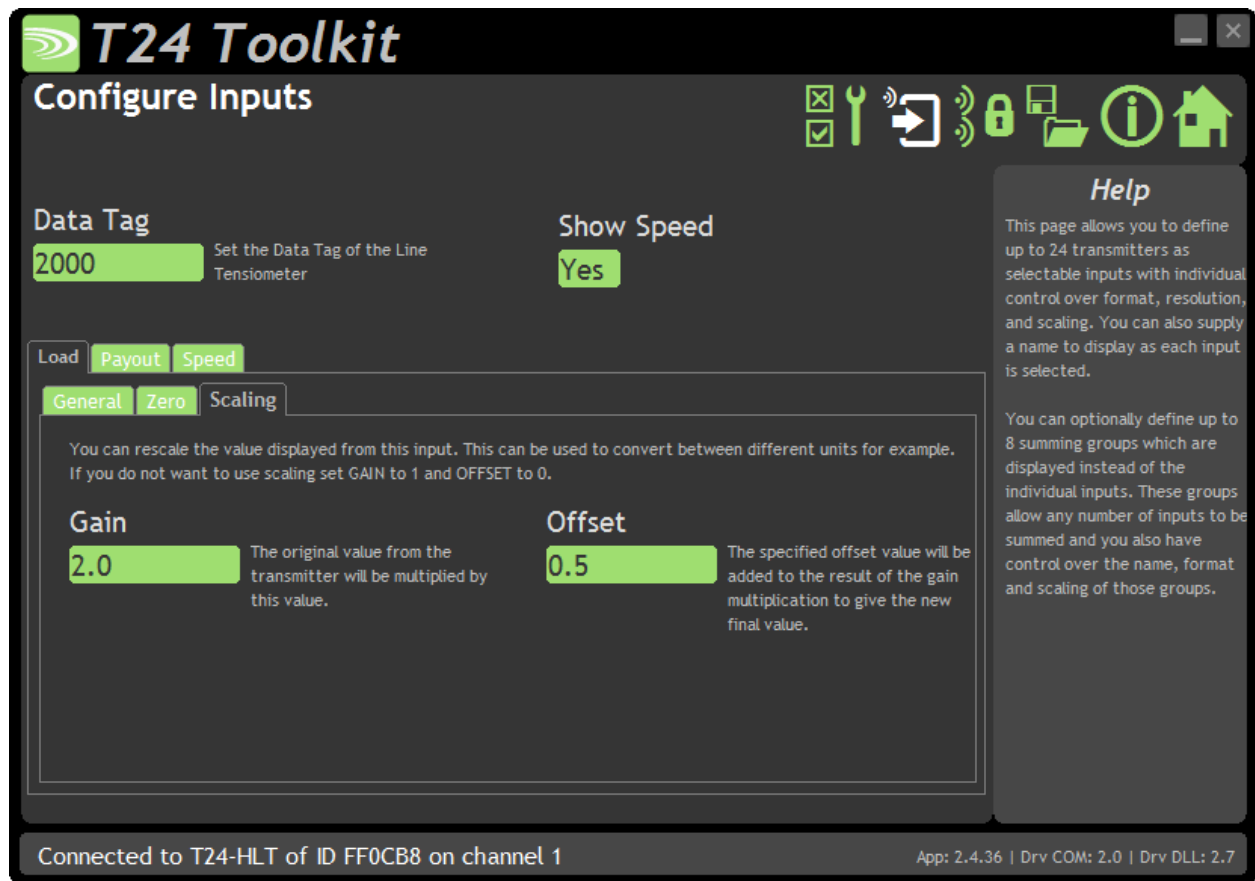 T24 Toolkit
Configure Inputs
Data Tag
2000
Set the Data Tag of the Line
Tensiometer
Show Speed
Yes
Load Payout Speed
General Zero Scaling
You can rescale the value displayed from this input. This can be used to convert between different units for example.
If you do not want to use scaling set GAIN to 1 and OFFSET to 0.
Gain
2.0
The original value from the
transmitter will be multiplied by
this value.
Offset
0.5
The specified offset value will be
added to the result of the gain
multiplication to give the new
final value.
Help
This page allows you to define
up to 24 transmitters as
selectable inputs with individual
control over format, resolution,
and scaling. You can also supply
a name to display as each input
is selected.
You can optionally define up to
8 summing groups which are
displayed instead of the
individual inputs. These groups
allow any number of inputs to be
summed and you also have
control over the name, format
and scaling of those groups.
Connected to T24-HLT of ID FF0CB8 on channel 1
App: 2.4.36 | Drv COM: 2.0 | Drv DLL: 2.7